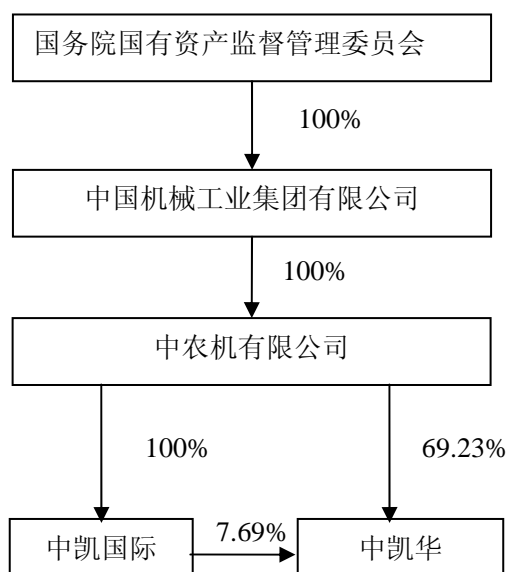 国务院国有资产监督管理委员会
100%
中国机械工业集团有限公司
100%
中农机有限公司
100%
69.23%
中凯国际
7.69%
中凯华